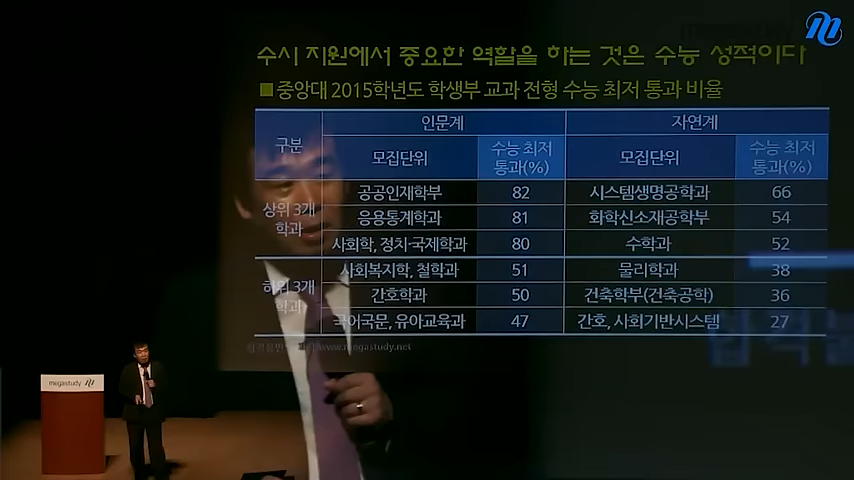 수시 지원에서 중요한 역할을 하는 것은 수능 성적이다
■중앙대 2015학년도 학생부 교과 전형 수능 최저 통과 비율
구분 인문계 자연계
모집단위 수능 최저 통과(%) 모집단위 수능 최저 통과(%)
상위 3개 학과 공공인재학부 82 시스템생명공학과 66
응용통계학과 81 화학신소재공학부 54
사회학, 정치·국제학과 80 수학과 52
하위 3개 학과 사회복지학, 철학과 51 물리학과 38
간호학과 50 건축학부(건축공학) 36
국어국문, 유아교육과 47 간호, 사회기반시스템 27
www.megastudy.net
megastudy